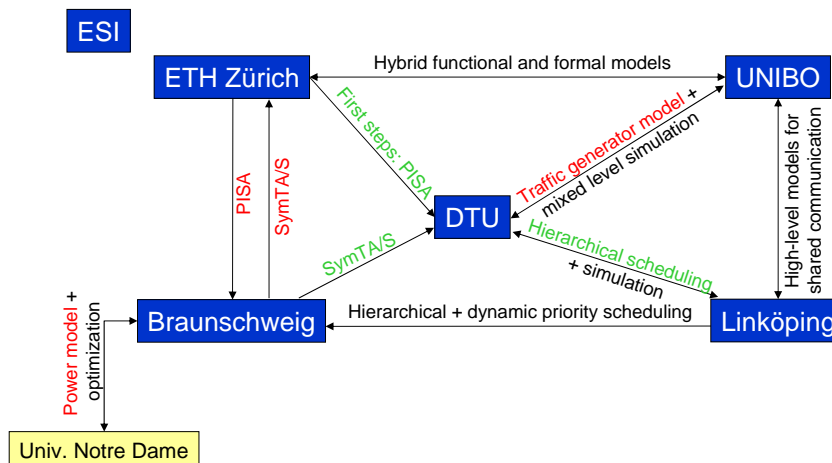 ESI
Hybrid functional and formal models
ETH Zürich
UNIBO
First steps: PISA
Traffic generator model +
mixed level simulation
PISA
SymTA/S
High-level models for
shared communication
DTU
SymTA/S
Hierarchical scheduling
+ simulation
Hierarchical + dynamic priority scheduling
Braunschweig
Linköping
Power model +
optimization
Univ. Notre Dame